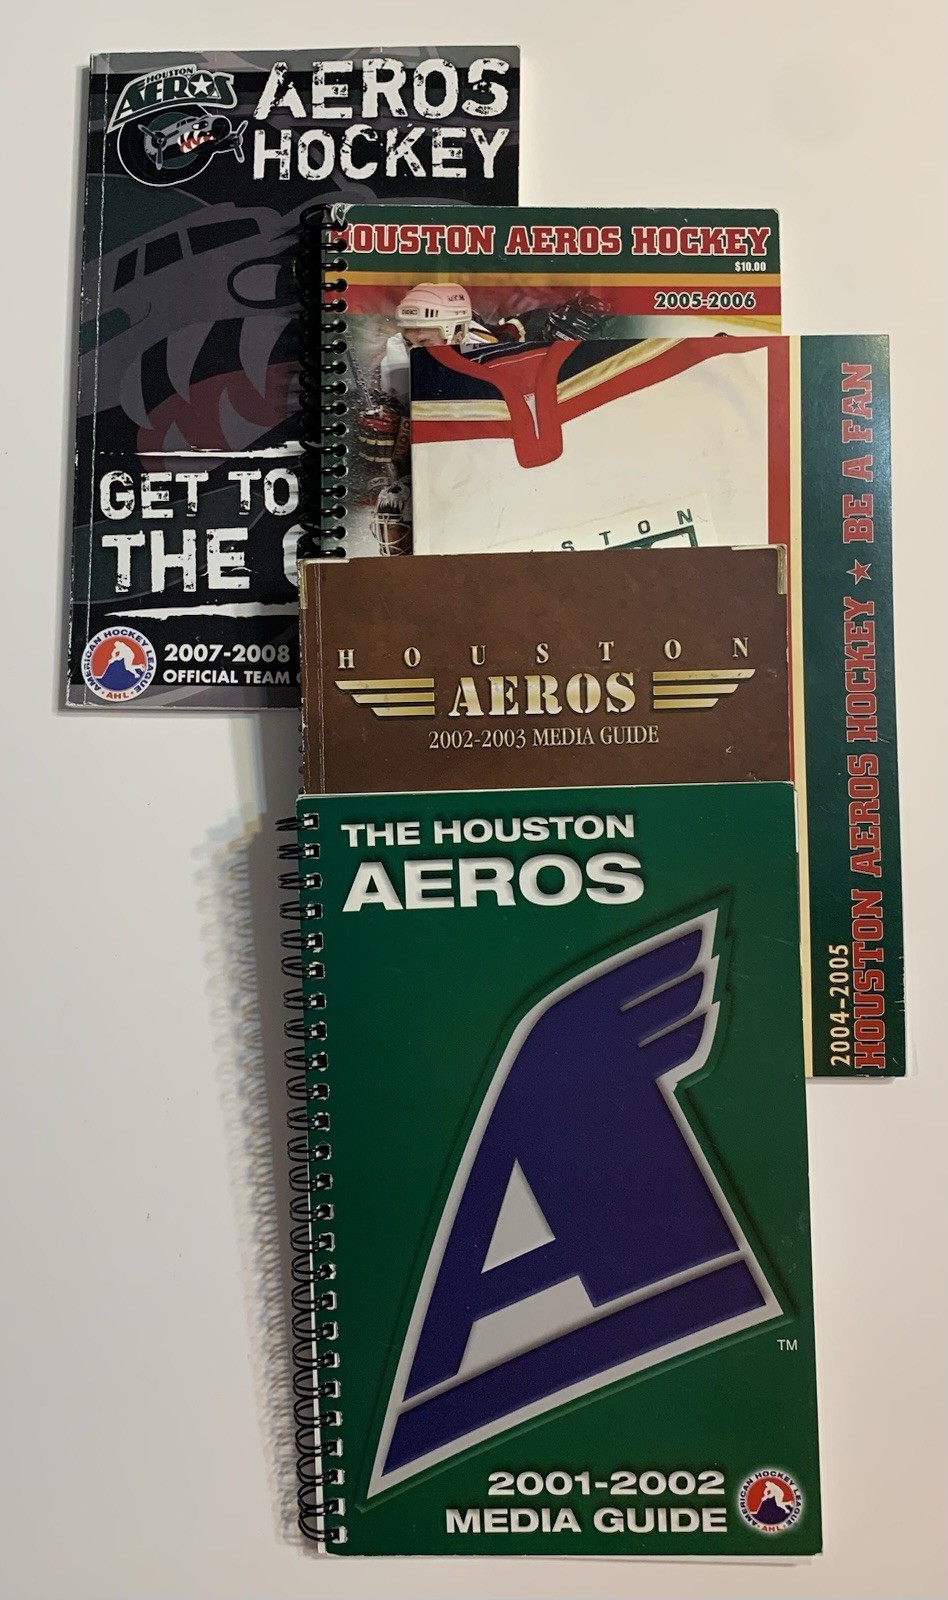 HOUSTON
AEROS
AEROS
HOCKEY
GET TO
THE
AMERICAN HOCKEY LEAGUE
AHL
2007-2008
OFFICIAL TEAM
HOUSTON AEROS HOCKEY
$10.00
2005-2006
STON
2004-2005
HOUSTON AEROS HOCKEY ★ BE A FAN
HOUSTON
AEROS
2002-2003 MEDIA GUIDE
THE HOUSTON
AEROS
TM
2001-2002
MEDIA GUIDE
AMERICAN HOCKEY LEAGUE
AHL